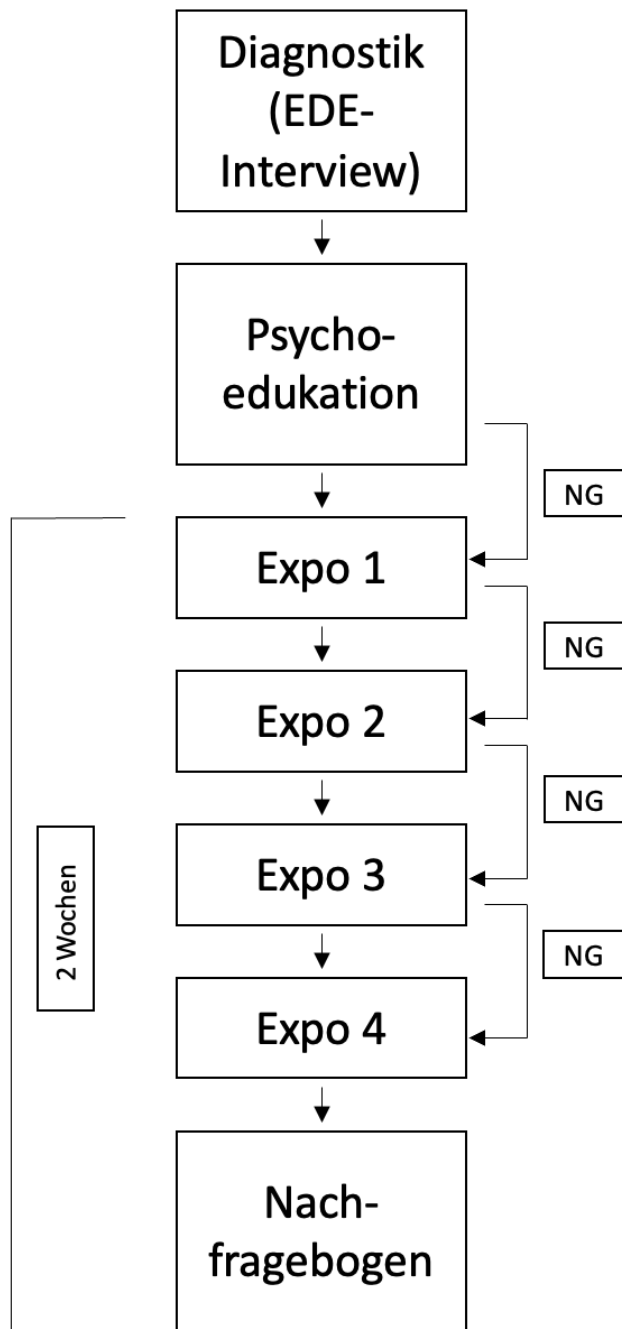 Diagnostik
(EDE-
Interview)
Psycho-
edukation
NG
Expo 1
NG
Expo 2
NG
Expo 3
2 Wochen
NG
Expo 4
Nach-
fragebogen